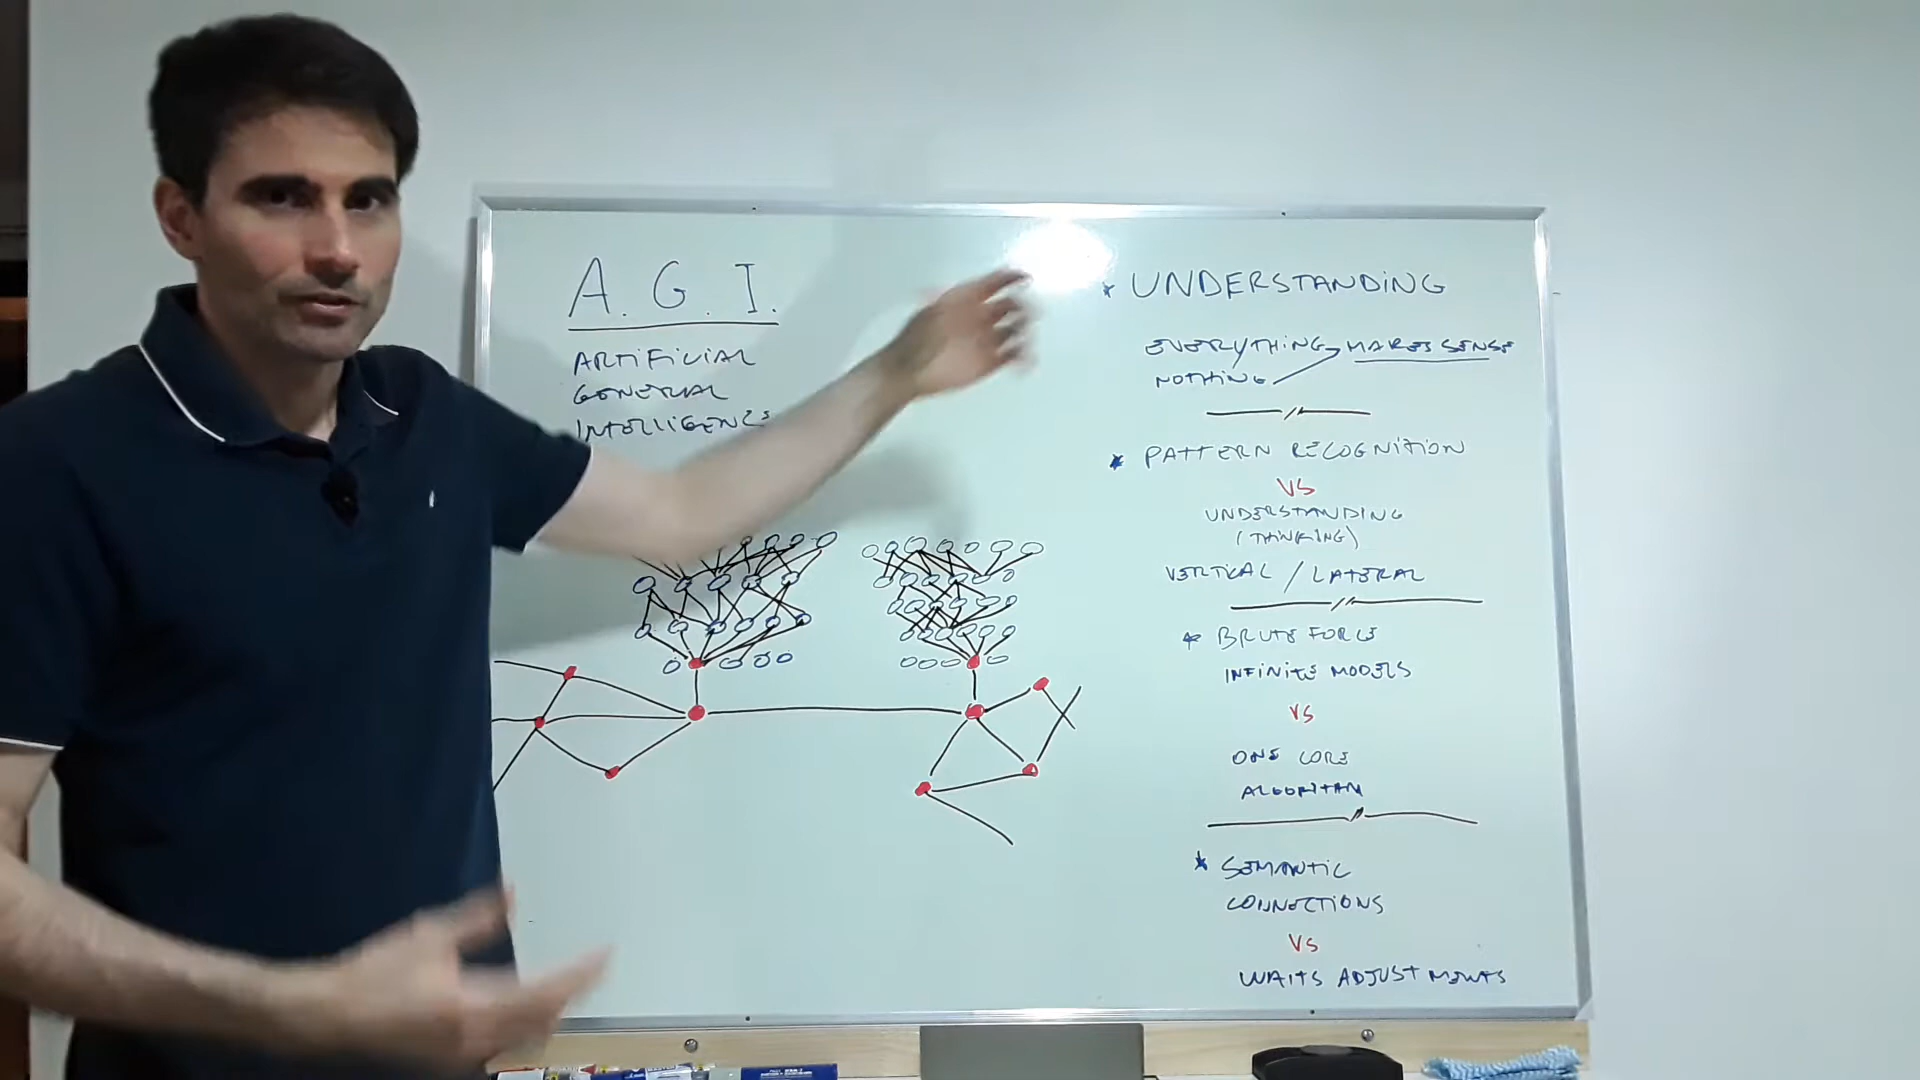 A. G. I.
ARTIFICIAL
GENERAL
INTELLIGENCE
* UNDERSTANDING
EVERYTHING MAKES SENSE
NOTHING
* PATTERN RECOGNITION
VS
UNDERSTANDING
(THINKING)
VERTICAL / LATERAL
* BRUTE FORCE
INFINITE MODELS
VS
ONE CORE
ALGORITHM
* SEMANTIC
CONNECTIONS
VS
WAITS ADJUSTMENTS